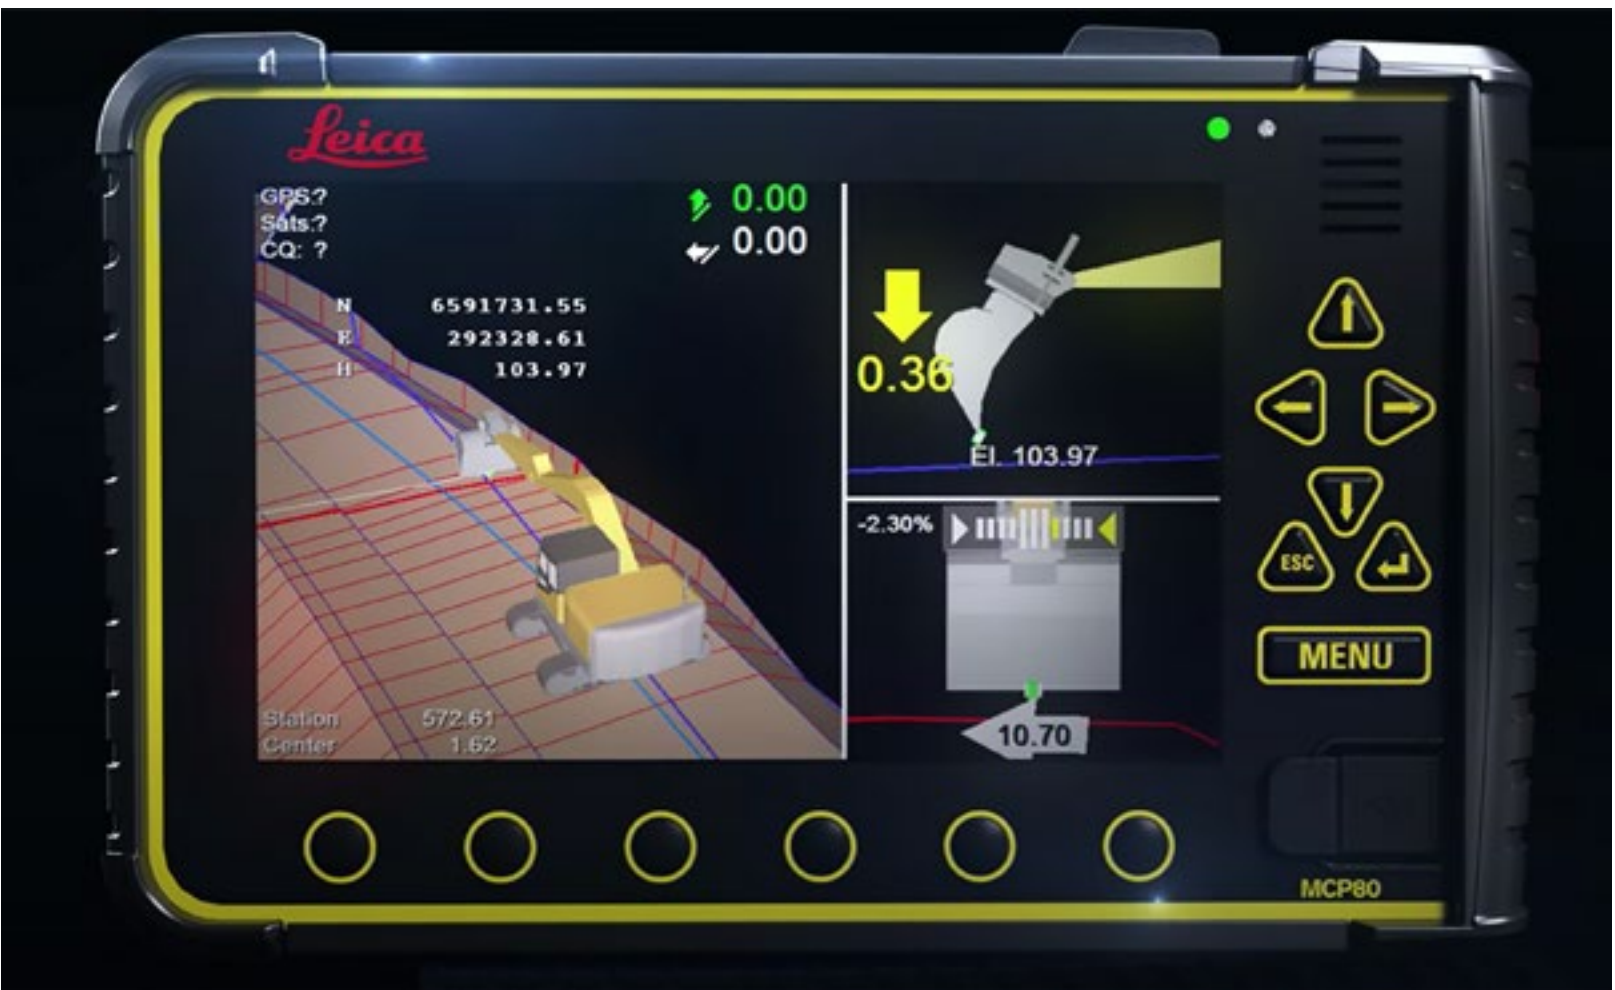 Leica
GPS:?
Sats:?
CQ: ?
0.00
0.00
N 6591731.55
E 292328.61
H 103.97
Station 572.61
Center 1.62
0.36
El. 103.97
-2.30%
10.70
ESC
MENU
MCP80